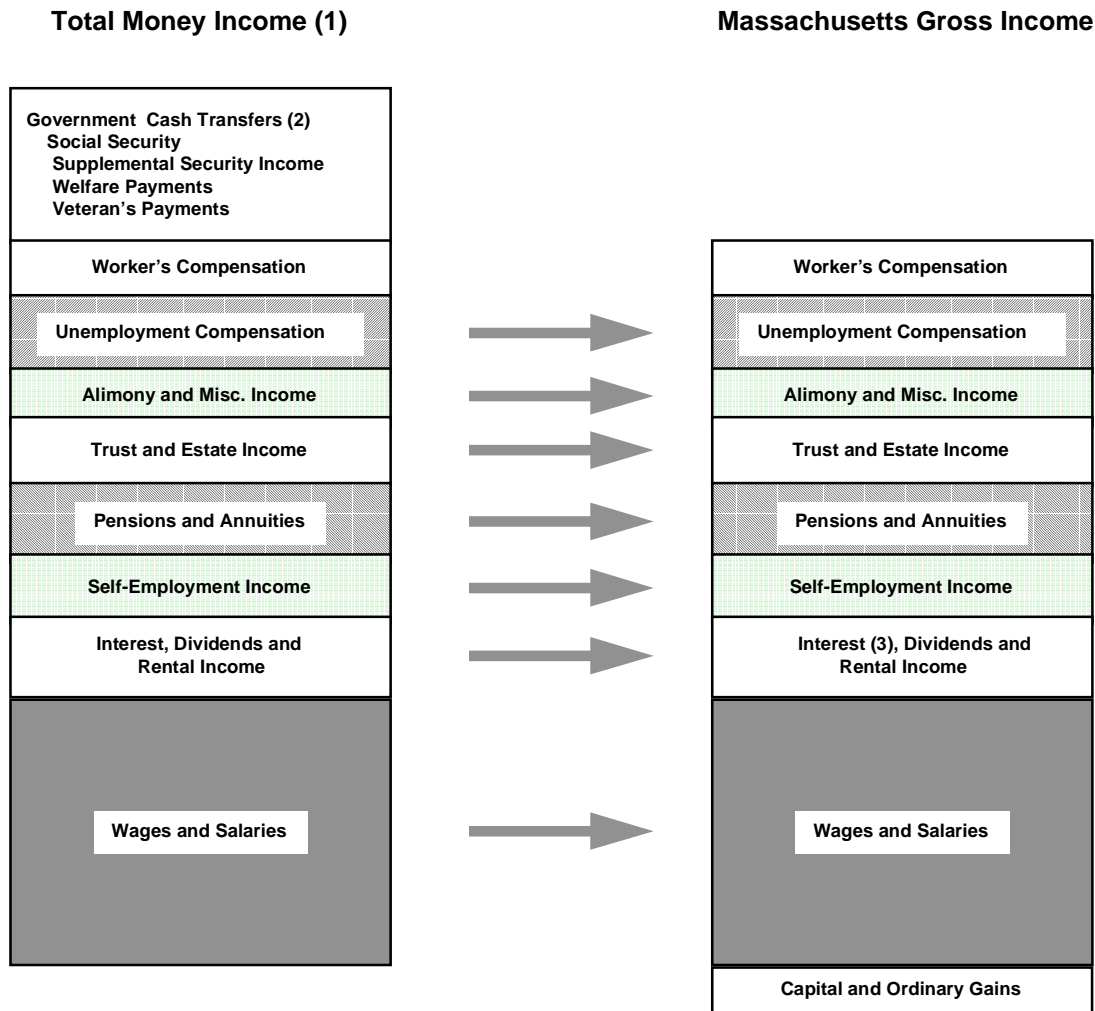 Total Money Income (1)
Massachusetts Gross Income
Government Cash Transfers (2)
Social Security
Supplemental Security Income
Welfare Payments
Veteran’s Payments
Worker’s Compensation
Worker’s Compensation
Unemployment Compensation
Unemployment Compensation
Alimony and Misc. Income
Alimony and Misc. Income
Trust and Estate Income
Trust and Estate Income
Pensions and Annuities
Pensions and Annuities
Self-Employment Income
Self-Employment Income
Interest, Dividends and
Rental Income
Interest (3), Dividends and
Rental Income
Wages and Salaries
Wages and Salaries
Capital and Ordinary Gains